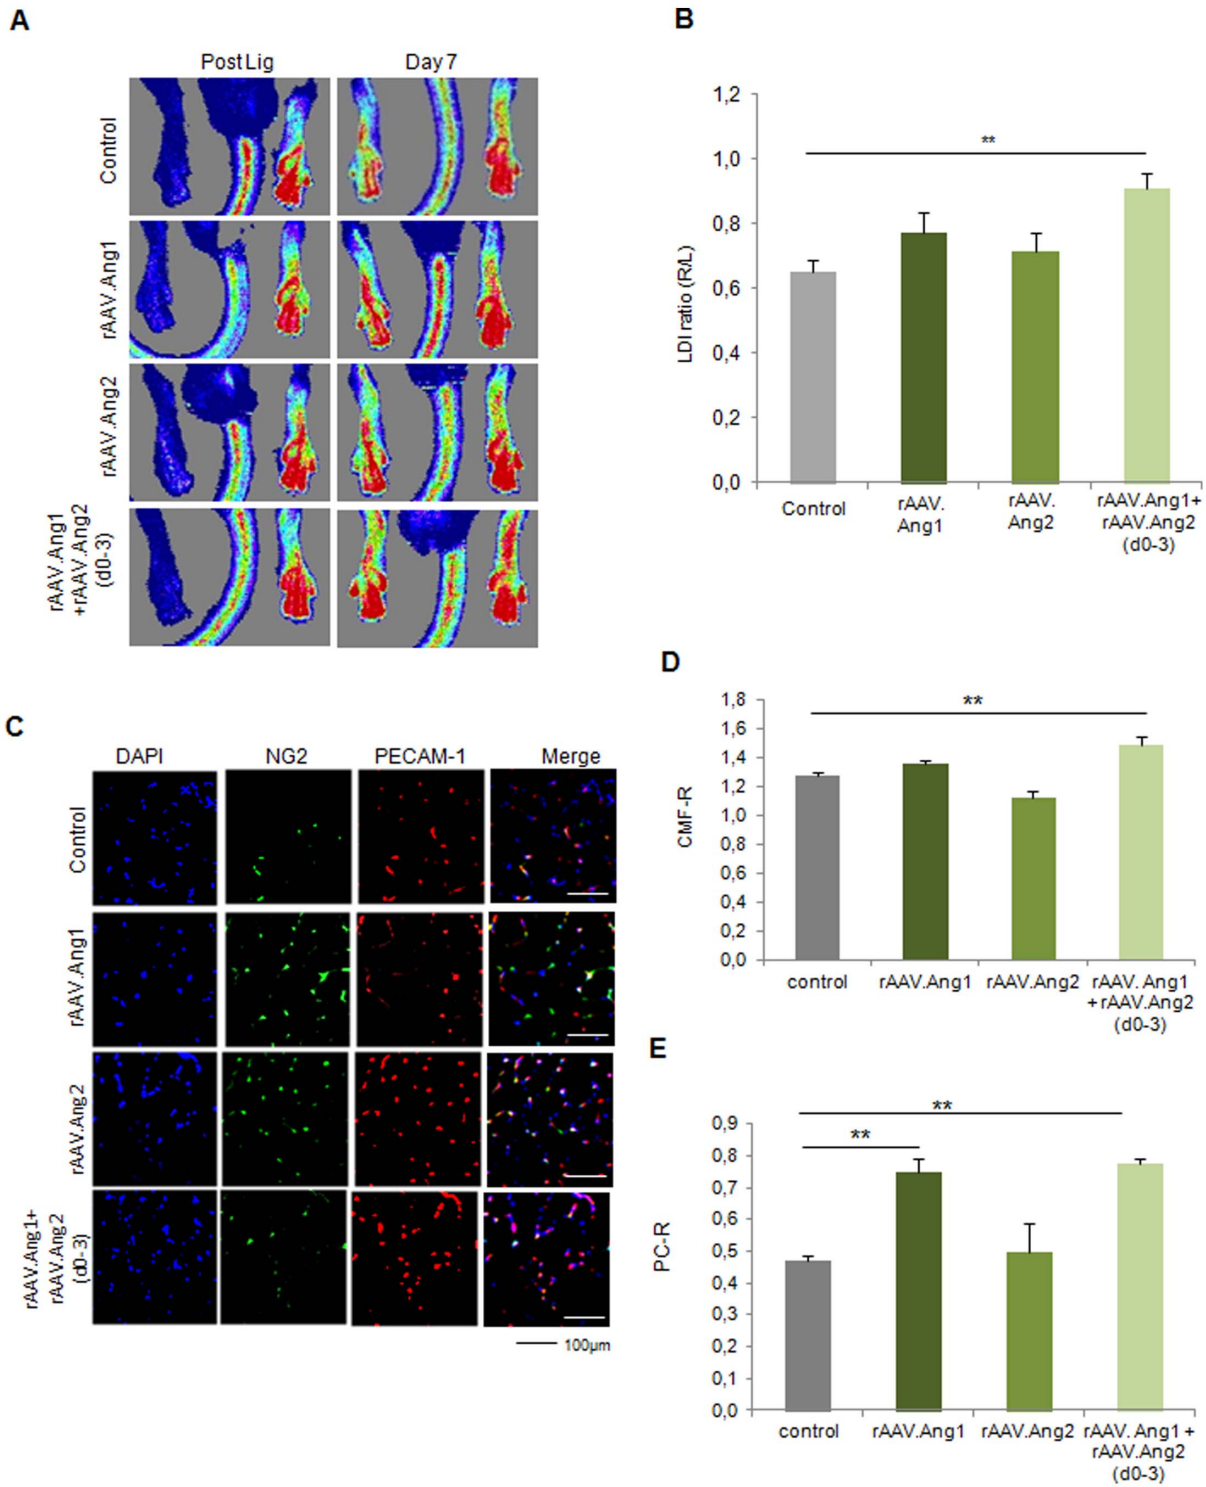 A
Post Lig
Day 7
Control
rAAV.Ang1
rAAV.Ang2
rAAV.Ang1
+rAAV.Ang2
(d0-3)
B
LDI ratio (R/L)
1,2
1,0
0,8
0,6
0,4
0,2
0,0
**
Control
rAAV.
Ang1
rAAV.
Ang2
rAAV.Ang1+
rAAV.Ang2
(d0-3)
C
DAPI
NG2
PECAM-1
Merge
Control
rAAV.Ang1
rAAV.Ang2
rAAV.Ang1+
rAAV.Ang2
(d0-3)
100µm
D
CMF-R
1,8
1,6
1,4
1,2
1,0
0,8
0,6
0,4
0,2
0,0
**
control
rAAV.Ang1
rAAV.Ang2
rAAV. Ang1
+rAAV.Ang2
(d0-3)
E
PC-R
0,9
0,8
0,7
0,6
0,5
0,4
0,3
0,2
0,1
0,0
**
**
control
rAAV.Ang1
rAAV.Ang2
rAAV. Ang1 +
rAAV.Ang2
(d0-3)